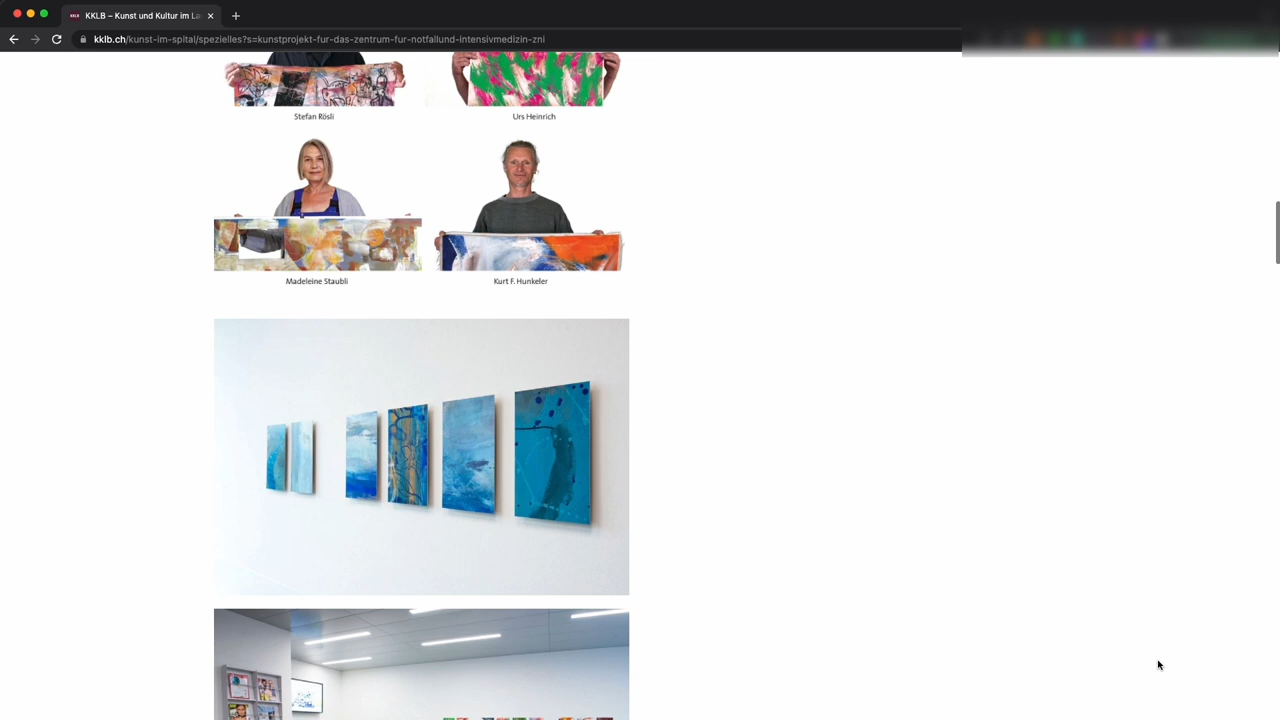 KKLB – Kunst und Kultur im La
kklb.ch/kunst-im-spital/spezielles?s=kunstprojekt-fur-das-zentrum-fur-notfallund-intensivmedizin-zni
Stefan Rösli
Urs Heinrich
Madeleine Staubli
Kurt F. Hunkeler